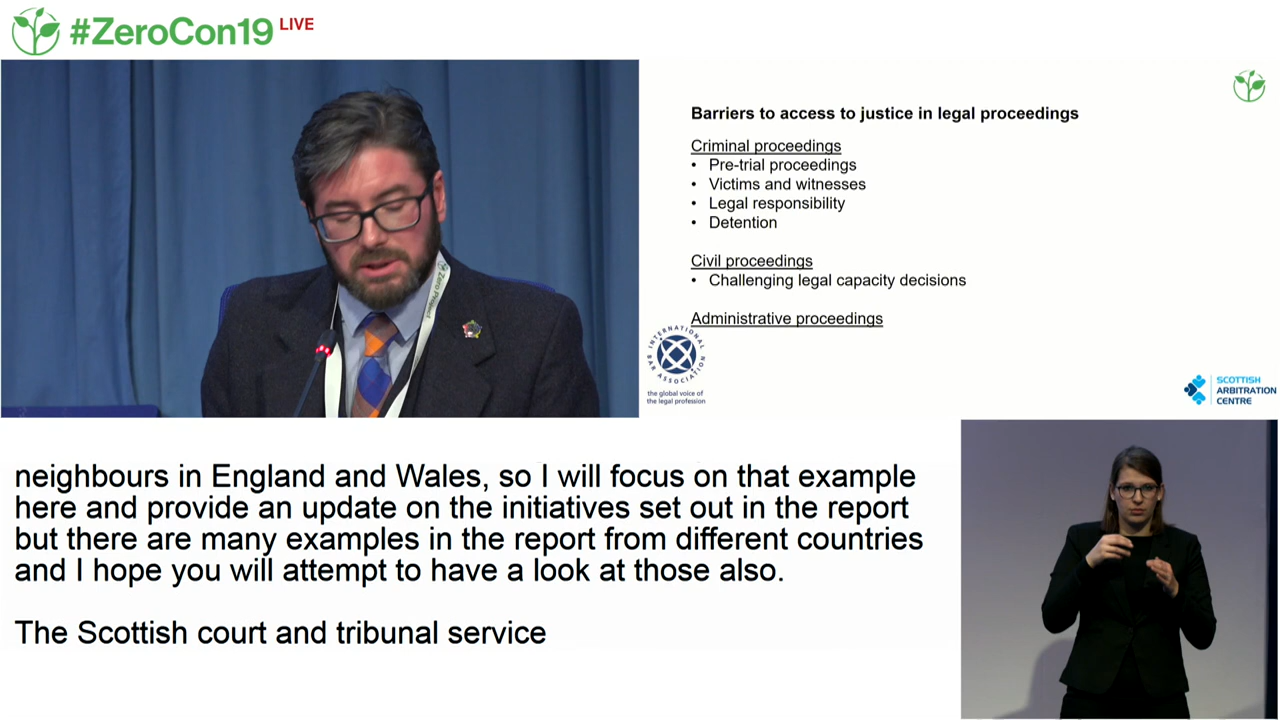 #ZeroCon19 LIVE
Zero Project
Barriers to access to justice in legal proceedings
Criminal proceedings
• Pre-trial proceedings
• Victims and witnesses
• Legal responsibility
• Detention
Civil proceedings
• Challenging legal capacity decisions
Administrative proceedings
INTERNATIONAL BAR ASSOCIATION
the global voice of
the legal profession
SCOTTISH
ARBITRATION
CENTRE
neighbours in England and Wales, so I will focus on that example
here and provide an update on the initiatives set out in the report
but there are many examples in the report from different countries
and I hope you will attempt to have a look at those also.
The Scottish court and tribunal service